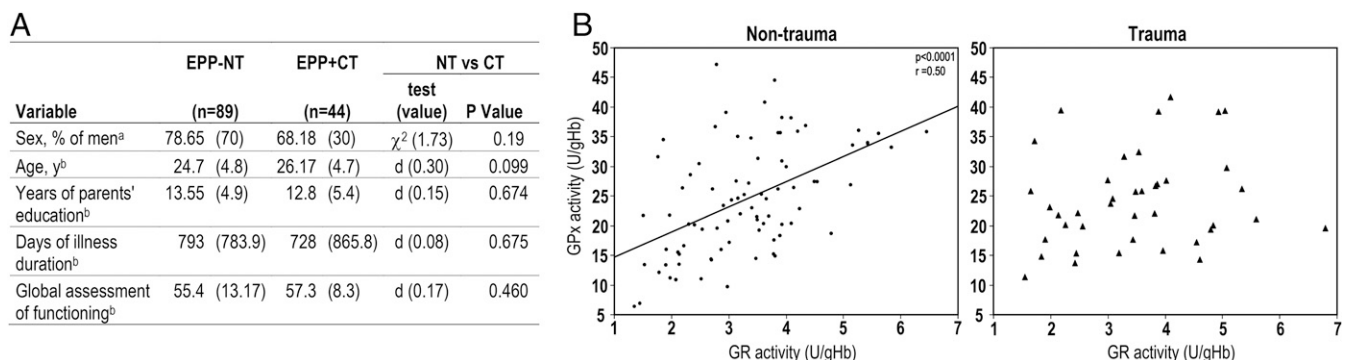 A
EPP-NT EPP+CT NT vs CT
Variable (n=89) (n=44) test (value) P Value
Sex, % of menᵃ 78.65 (70) 68.18 (30) χ² (1.73) 0.19
Age, yᵇ 24.7 (4.8) 26.17 (4.7) d (0.30) 0.099
Years of parents' 13.55 (4.9) 12.8 (5.4) d (0.15) 0.674
educationᵇ
Days of illness 793 (783.9) 728 (865.8) d (0.08) 0.675
durationᵇ
Global assessment 55.4 (13.17) 57.3 (8.3) d (0.17) 0.460
of functioningᵇ
B
Non-trauma
p<0.0001
r =0.50
GPx activity (U/gHb)
50
45
40
35
30
25
20
15
10
5
1 2 3 4 5 6 7
GR activity (U/gHb)
Trauma
50
45
40
35
30
25
20
15
10
5
1 2 3 4 5 6 7
GR activity (U/gHb)